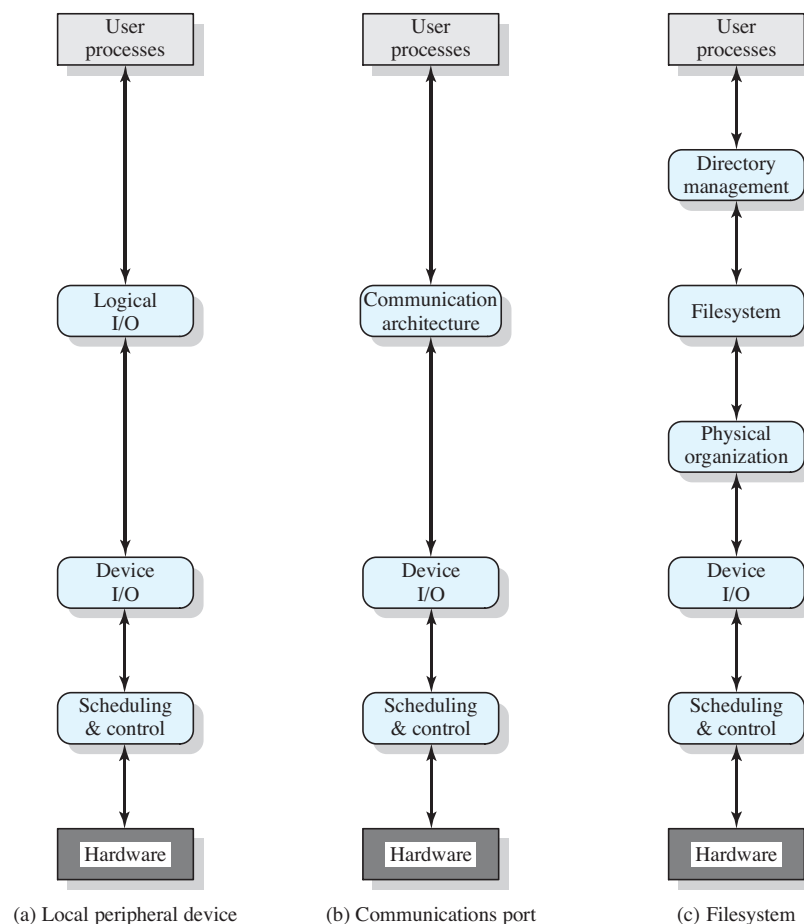 User
processes
Logical
I/O
Device
I/O
Scheduling
& control
Hardware
(a) Local peripheral device
User
processes
Communication
architecture
Device
I/O
Scheduling
& control
Hardware
(b) Communications port
User
processes
Directory
management
Filesystem
Physical
organization
Device
I/O
Scheduling
& control
Hardware
(c) Filesystem